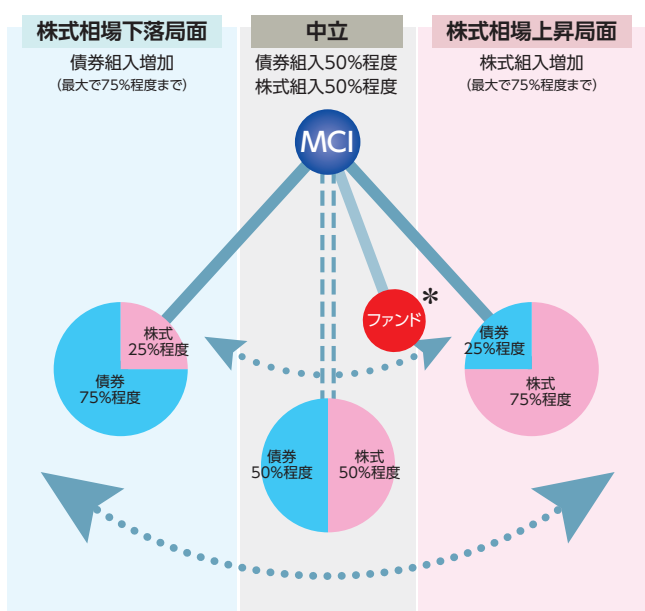 株式相場下落局面
債券組入増加
(最大で75%程度まで)
中立
債券組入50%程度
株式組入50%程度
株式相場上昇局面
株式組入増加
(最大で75%程度まで)
MCI
ファンド
*
株式
25%程度
債券
75%程度
債券
25%程度
株式
75%程度
債券
50%程度
株式
50%程度